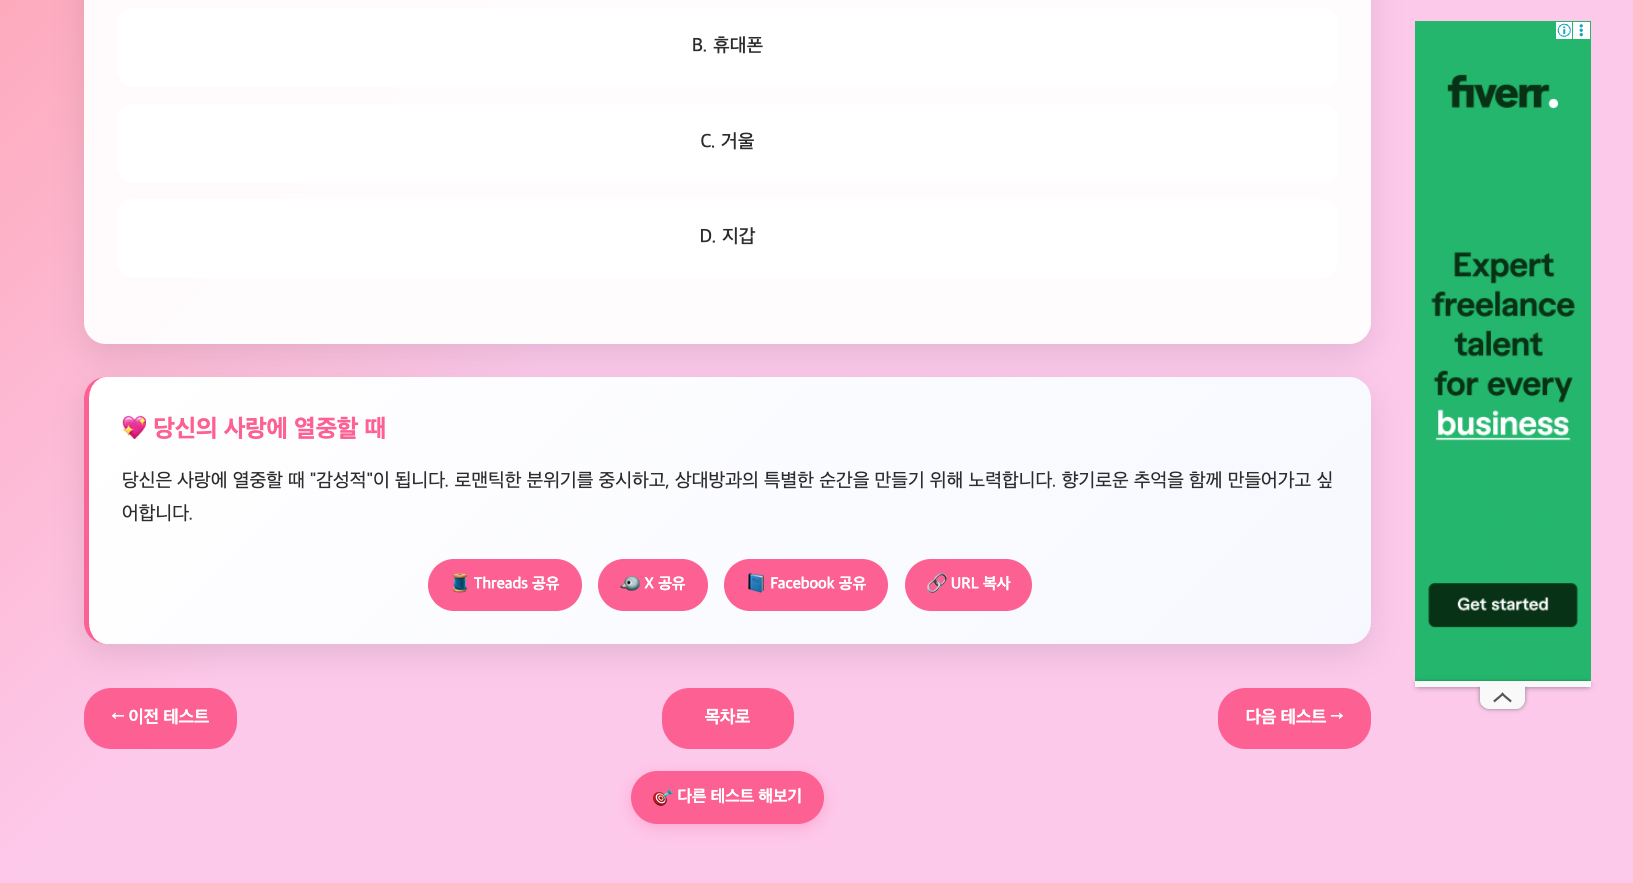 B. 휴대폰
C. 거울
D. 지갑
💖 당신의 사랑에 열중할 때
당신은 사랑에 열중할 때 "감성적"이 됩니다. 로맨틱한 분위기를 중시하고, 상대방과의 특별한 순간을 만들기 위해 노력합니다. 향기로운 추억을 함께 만들어가고 싶
어합니다.
🧵 Threads 공유
🐦 X 공유
📘 Facebook 공유
🔗 URL 복사
← 이전 테스트
목차로
다음 테스트 →
🎯 다른 테스트 해보기
fiverr.
Expert
freelance
talent
for every
business
Get started